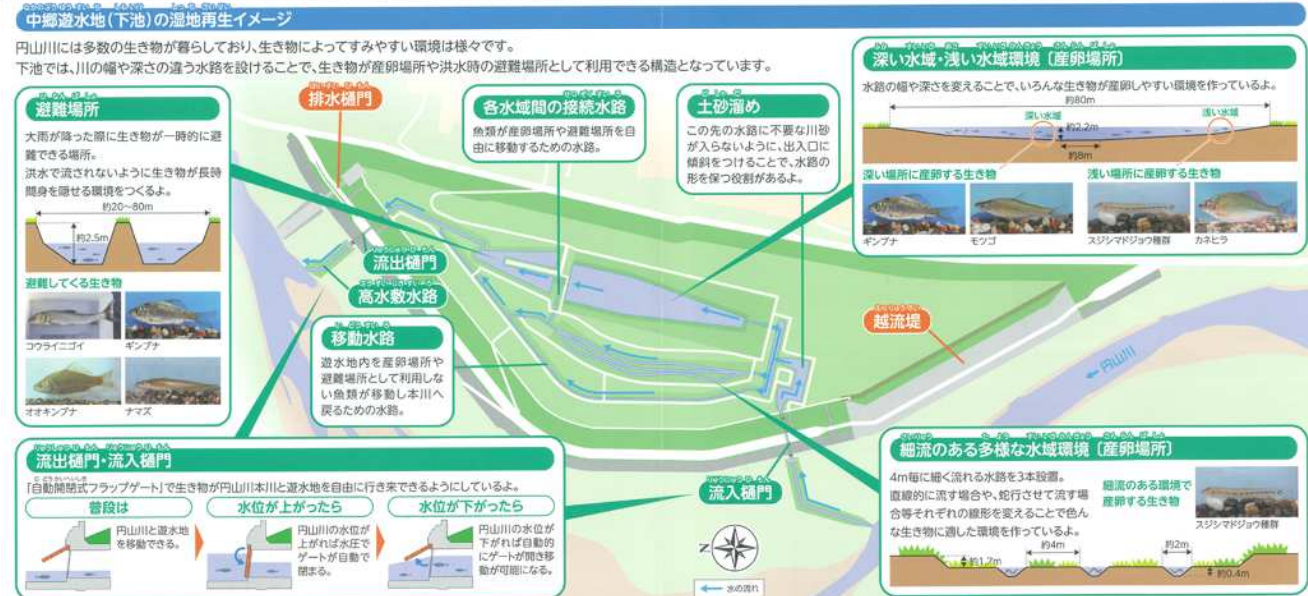 中郷遊水地(下池)の湿地再生イメージ
円山川には多数の生き物が暮らしており、生き物によってすみやすい環境は様々です。
下池では、川の幅や深さの違う水路を設けることで、生き物が産卵場所や洪水時の避難場所として利用できる構造となっています。
避難場所
大雨が降った際に生き物が一時的に避
難できる場所。
洪水で流されないように生き物が長時
間身を隠せる環境をつくるよ。
約20～80m
約2.5m
避難してくる生き物
コウライニゴイ
ギンブナ
オオキンブナ
ナマズ
排水樋門
流出樋門
高水敷水路
各水域間の接続水路
魚類が産卵場所や避難場所を自
由に移動するための水路。
土砂溜め
この先の水路に不要な川砂
が入らないように、出入口に
傾斜をつけることで、水路の
形を保つ役割があるよ。
深い水域・浅い水域環境〔産卵場所〕
水路の幅や深さを変えることで、いろんな生き物が産卵しやすい環境を作っているよ。
約80m
深い水域
浅い水域
約2.2m
約8m
深い場所に産卵する生き物
浅い場所に産卵する生き物
ギンブナ
モツゴ
スジシマドジョウ種群
カネヒラ
移動水路
遊水地内を産卵場所や
避難場所として利用しな
い魚類が移動し本川へ
戻るための水路。
越流堤
円山川
流出樋門・流入樋門
「自動開閉式フラップゲート」で生き物が円山川本川と遊水地を自由に行き来できるようにしているよ。
普段は
円山川と遊水地
を移動できる。
水位が上がったら
円山川の水位が
上がれば水圧で
ゲートが自動で
閉まる。
水位が下がったら
円山川の水位が
下がれば自動的
にゲートが開き移
動が可能になる。
流入樋門
N
水の流れ
細流のある多様な水域環境〔産卵場所〕
4m毎に細く流れる水路を3本設置。
直線的に流す場合や、蛇行させて流す場
合等それぞれの線形を変えることで色ん
な生き物に適した環境を作っているよ。
細流のある環境で
産卵する生き物
スジシマドジョウ種群
約1.7m
約4m
約2m
約0.4m